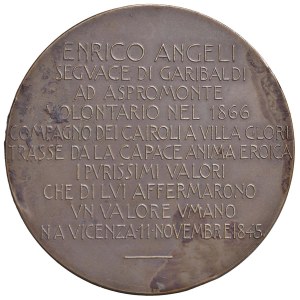 ENRICO ANGELI
SEGVACE DI GARIBALDI
AD ASPROMONTE
VOLONTARIO NEL 1866
COMPAGNO DEI CAIROLI A VILLA GLORI
TRASSE DA LA CAPACE ANIMA EROICA
I PVRISSIMI VALORI
CHE DI LVI AFFERMARONO
VN VALORE VMANO
N. A VICENZA·11·NOVEMBRE 1845·